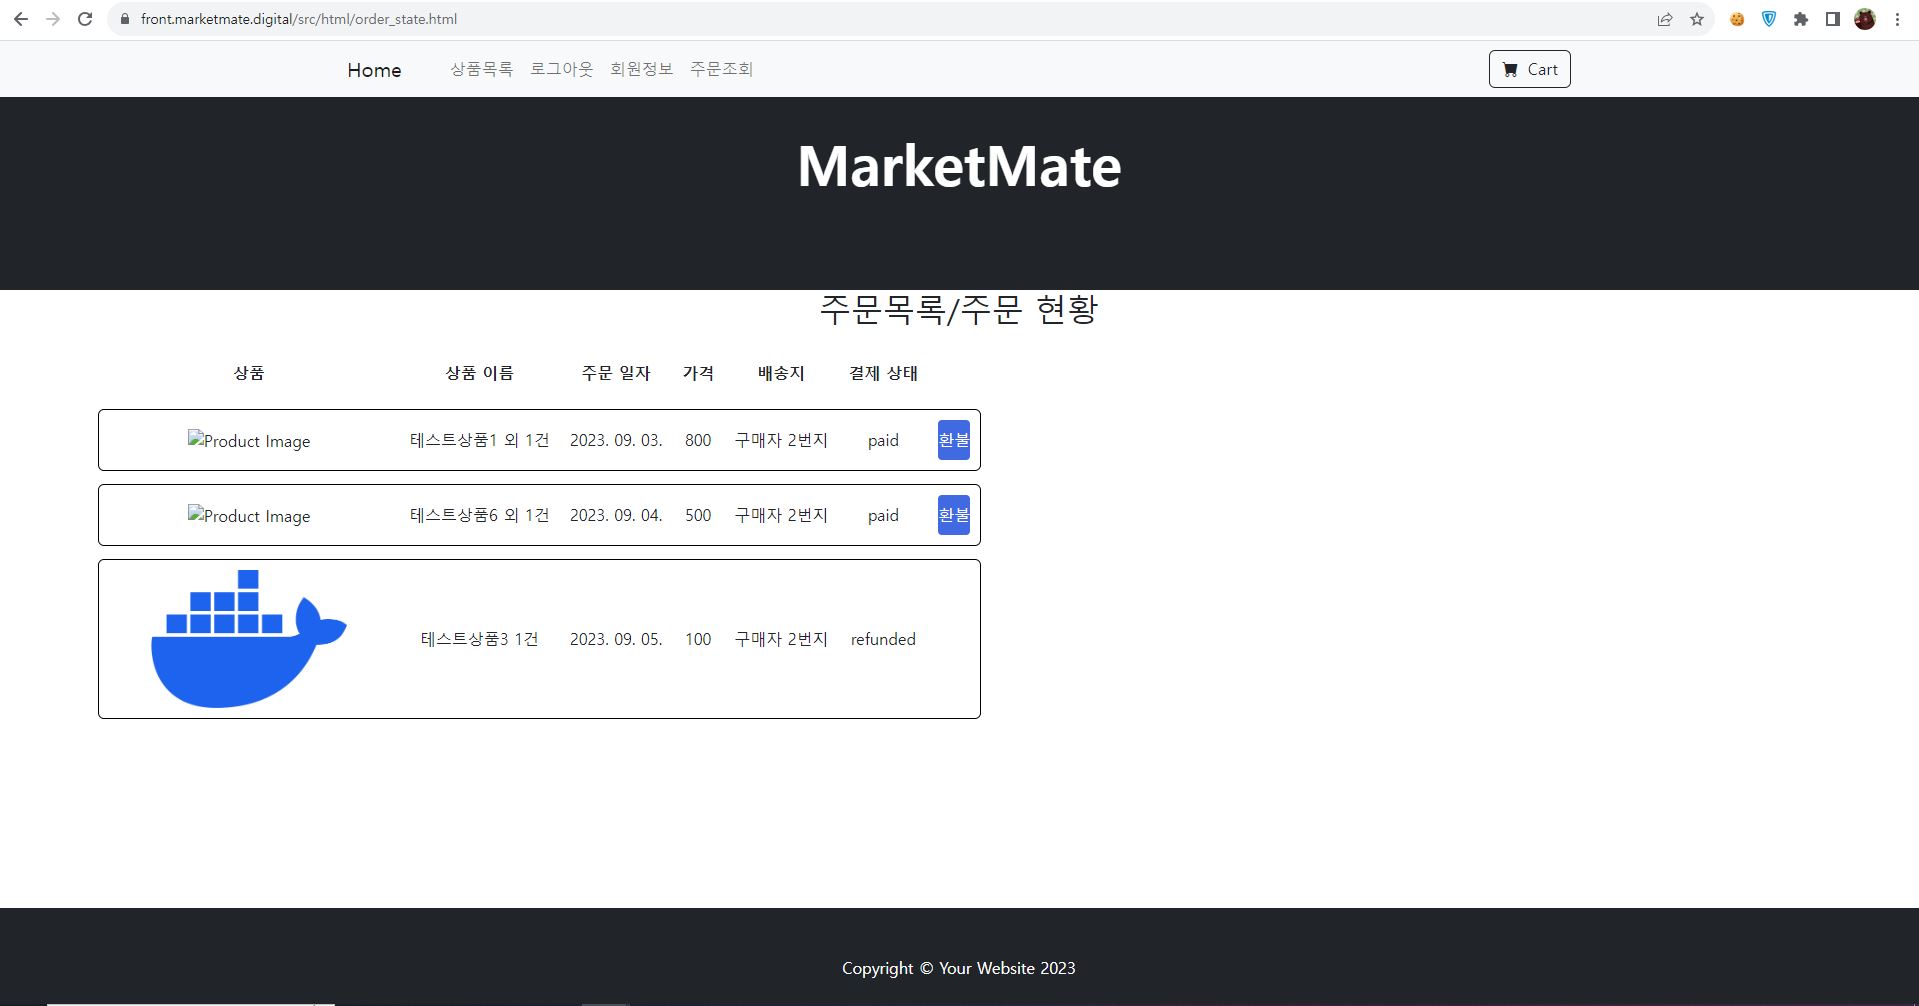 front.marketmate.digital/src/html/order_state.html
Home 상품목록 로그아웃 회원정보 주문조회 Cart
MarketMate
주문목록/주문 현황
상품 상품 이름 주문 일자 가격 배송지 결제 상태
Product Image 테스트상품1 외 1건 2023. 09. 03. 800 구매자 2번지 paid 환불
Product Image 테스트상품6 외 1건 2023. 09. 04. 500 구매자 2번지 paid 환불
테스트상품3 1건 2023. 09. 05. 100 구매자 2번지 refunded
Copyright © Your Website 2023